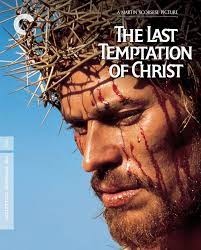 A MARTIN SCORSESE PICTURE
THE LAST
TEMPTATION
OF CHRIST